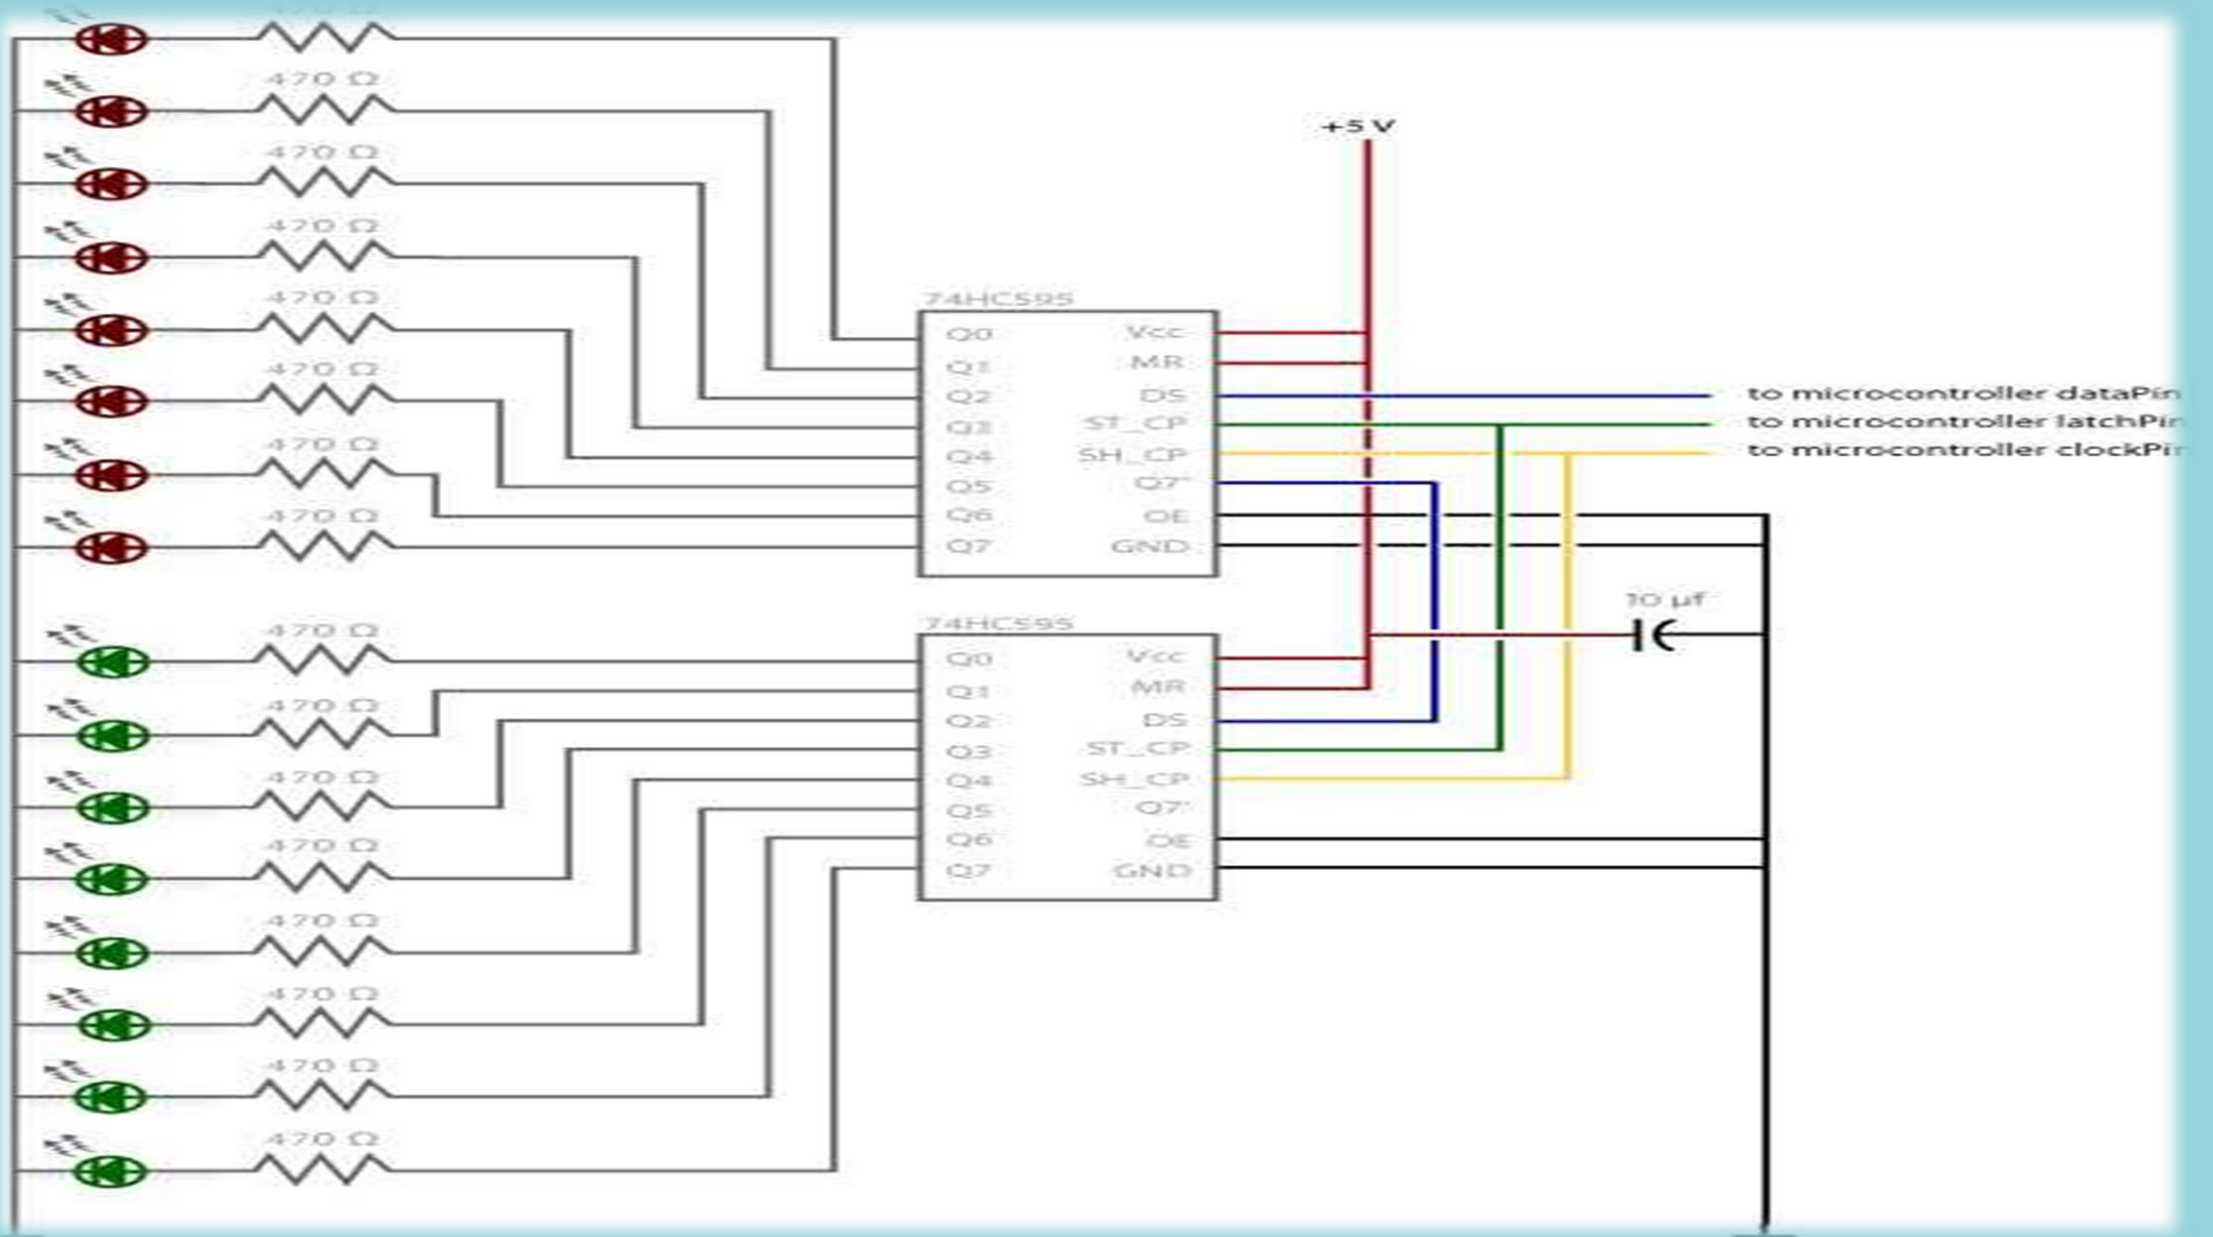 470 Ω
470 Ω
470 Ω
470 Ω
470 Ω
470 Ω
470 Ω
+5 V
74HC595
Q0 Vcc
Q1 MR
Q2 DS
Q3 ST_CP
Q4 SH_CP
Q5 Q7'
Q6 OE
Q7 GND
to microcontroller dataPin
to microcontroller latchPin
to microcontroller clockPin
10 µf
74HC595
Q0 Vcc
Q1 MR
Q2 DS
Q3 ST_CP
Q4 SH_CP
Q5 Q7'
Q6 OE
Q7 GND
470 Ω
470 Ω
470 Ω
470 Ω
470 Ω
470 Ω
470 Ω
470 Ω